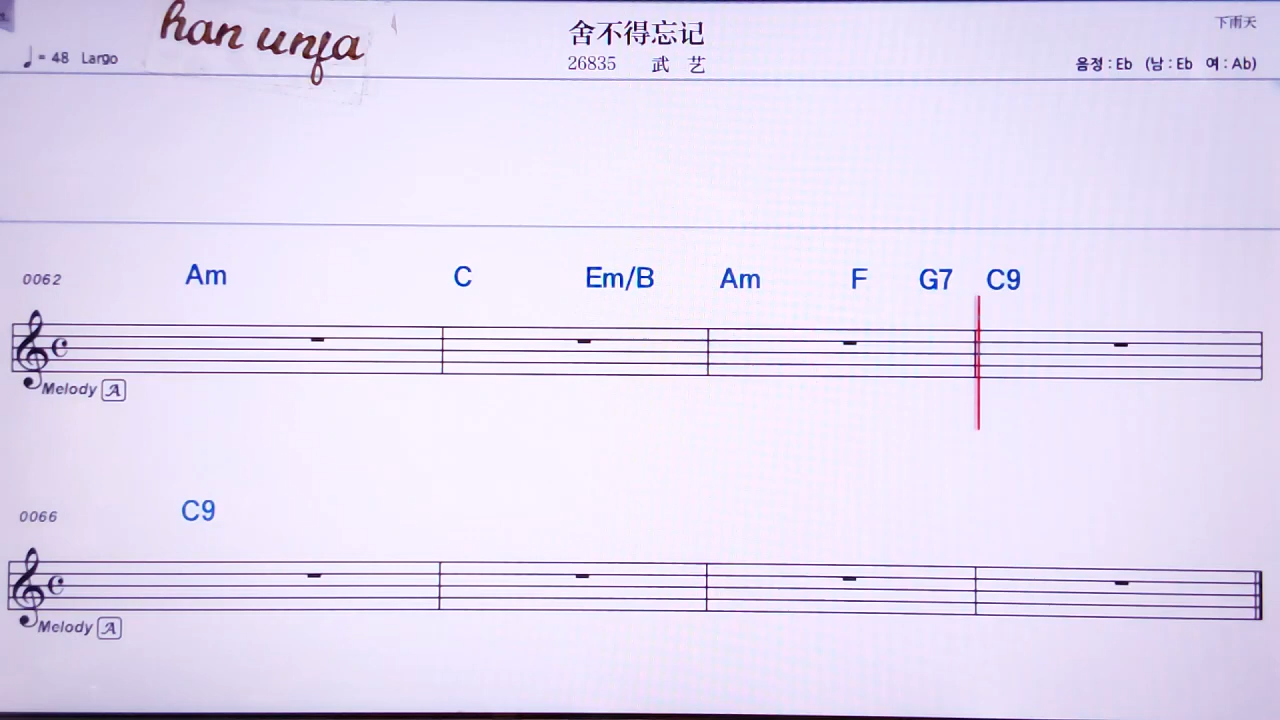 han unfa
舍不得忘记
下雨天
♩ = 48 Largo
26835 武 艺
음정 : Eb (남 : Eb 여 : Ab)
0062 Am C Em/B Am F G7 C9
Melody A
0066 C9
Melody A